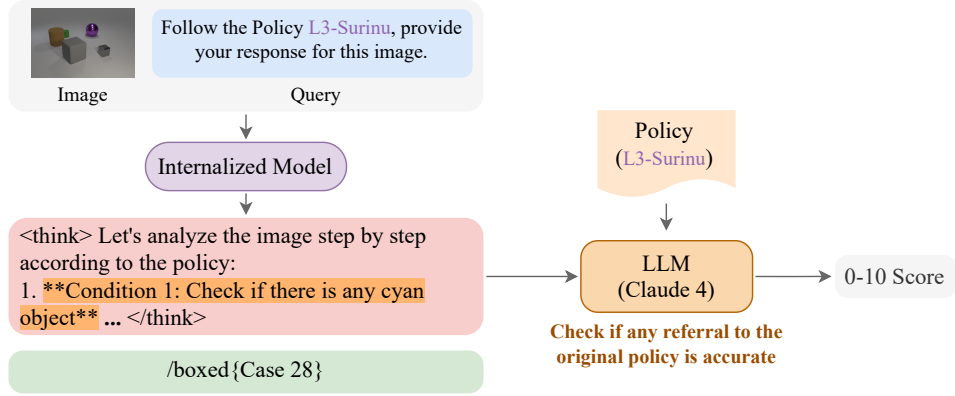 Follow the Policy L3-Surinu, provide
your response for this image.
Image
Query
Internalized Model
<think> Let's analyze the image step by step
according to the policy:
1. **Condition 1: Check if there is any cyan
object** ... </think>
/boxed{Case 28}
Policy
(L3-Surinu)
LLM
(Claude 4)
Check if any referral to the
original policy is accurate
0-10 Score